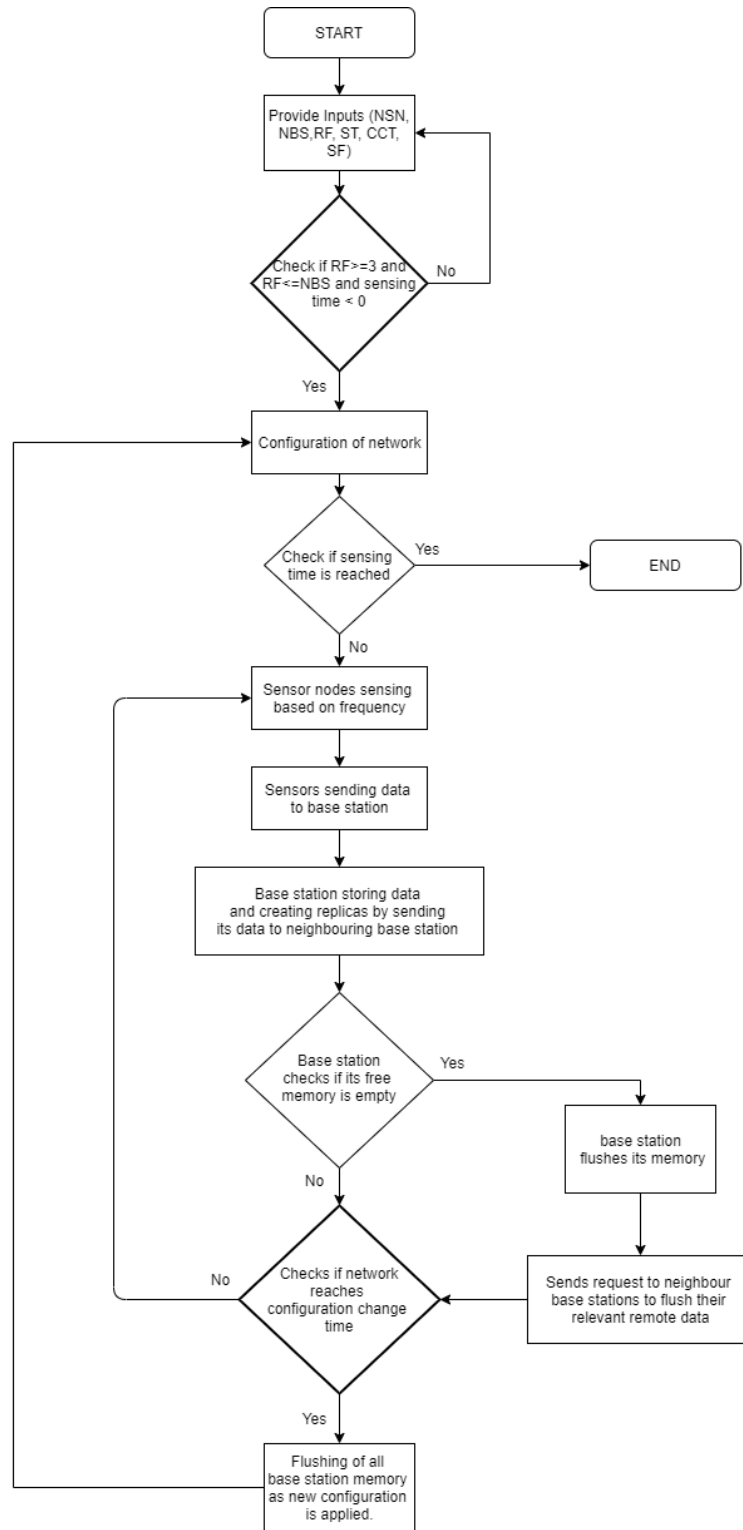 START
Provide Inputs (NSN,
NBS,RF, ST, CCT,
SF)
Check if RF>=3 and
RF<=NBS and sensing
time < 0
No
Yes
Configuration of network
Check if sensing
time is reached
Yes
END
No
Sensor nodes sensing
based on frequency
Sensors sending data
to base station
Base station storing data
and creating replicas by sending
its data to neighbouring base station
Base station
checks if its free
memory is empty
Yes
base station
flushes its memory
No
Sends request to neighbour
base stations to flush their
relevant remote data
Checks if network
reaches
configuration change
time
No
Yes
Flushing of all
base station memory
as new configuration
is applied.